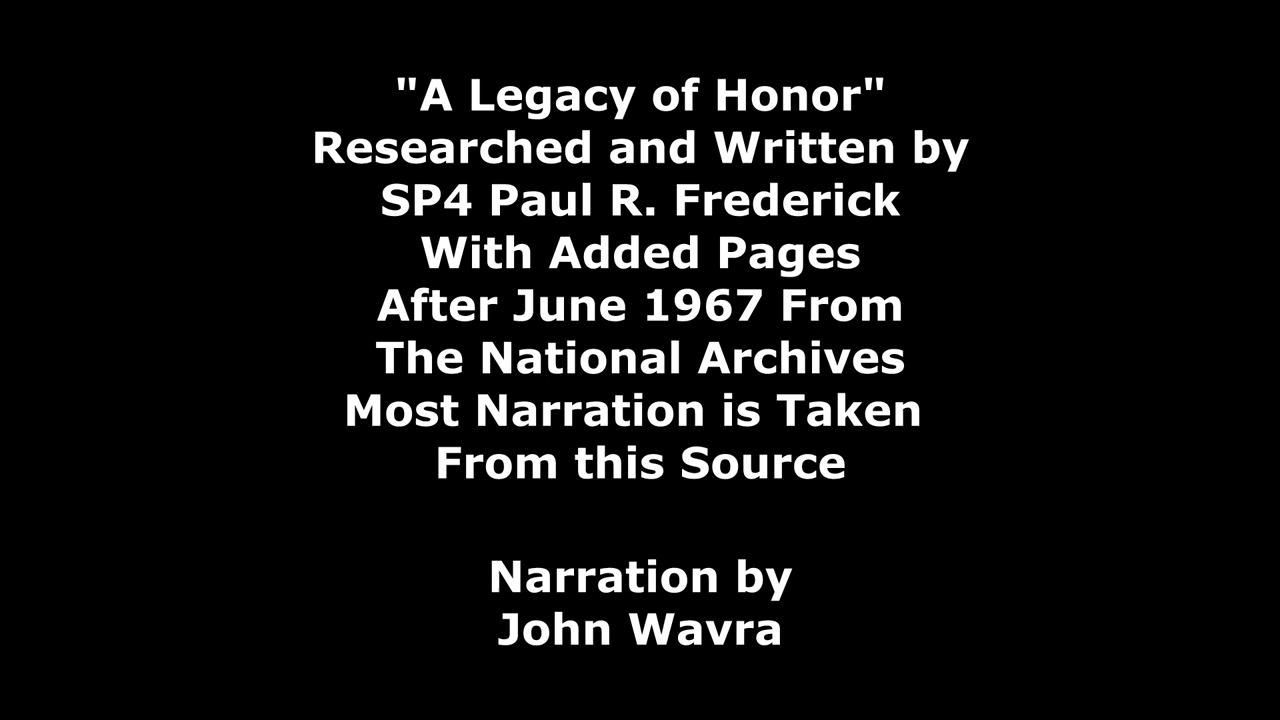 "A Legacy of Honor"
Researched and Written by
SP4 Paul R. Frederick
With Added Pages
After June 1967 From
The National Archives
Most Narration is Taken
From this Source
Narration by
John Wavra